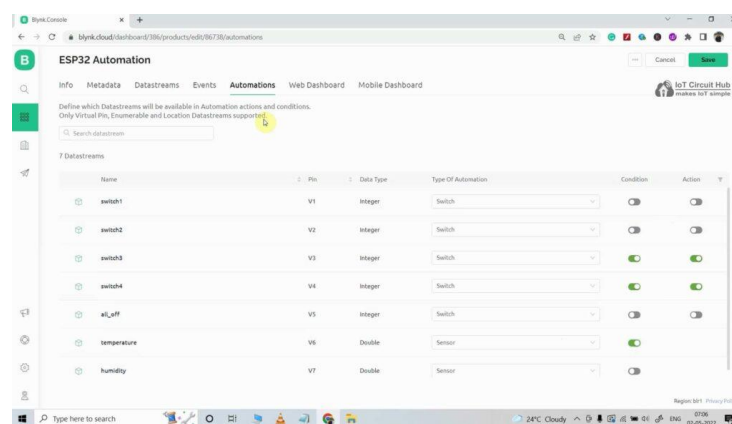 Blynk.Console
blynk.cloud/dashboard/386/products/edit/86738/automations
B
ESP32 Automation
Cancel
Save
Info Metadata Datastreams Events Automations Web Dashboard Mobile Dashboard
IoT Circuit Hub
makes IoT simple
Define which Datastreams will be available in Automation actions and conditions.
Only Virtual Pin, Enumerable and Location Datastreams supported.
Search datastream
7 Datastreams
Name Pin Data Type Type Of Automation Condition Action
switch1 V1 Integer Switch
switch2 V2 Integer Switch
switch3 V3 Integer Switch
switch4 V4 Integer Switch
all_off V5 Integer Switch
temperature V6 Double Sensor
humidity V7 Double Sensor
Region: blr1 Privacy Pol
Type here to search
24°C Cloudy
ENG
07:06
02-05-2022